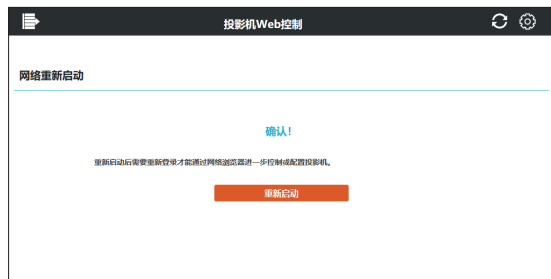 投影机Web控制
网络重新启动
确认！
重新启动后需要重新登录才能通过网络浏览器进一步控制或配置投影机。
重新启动